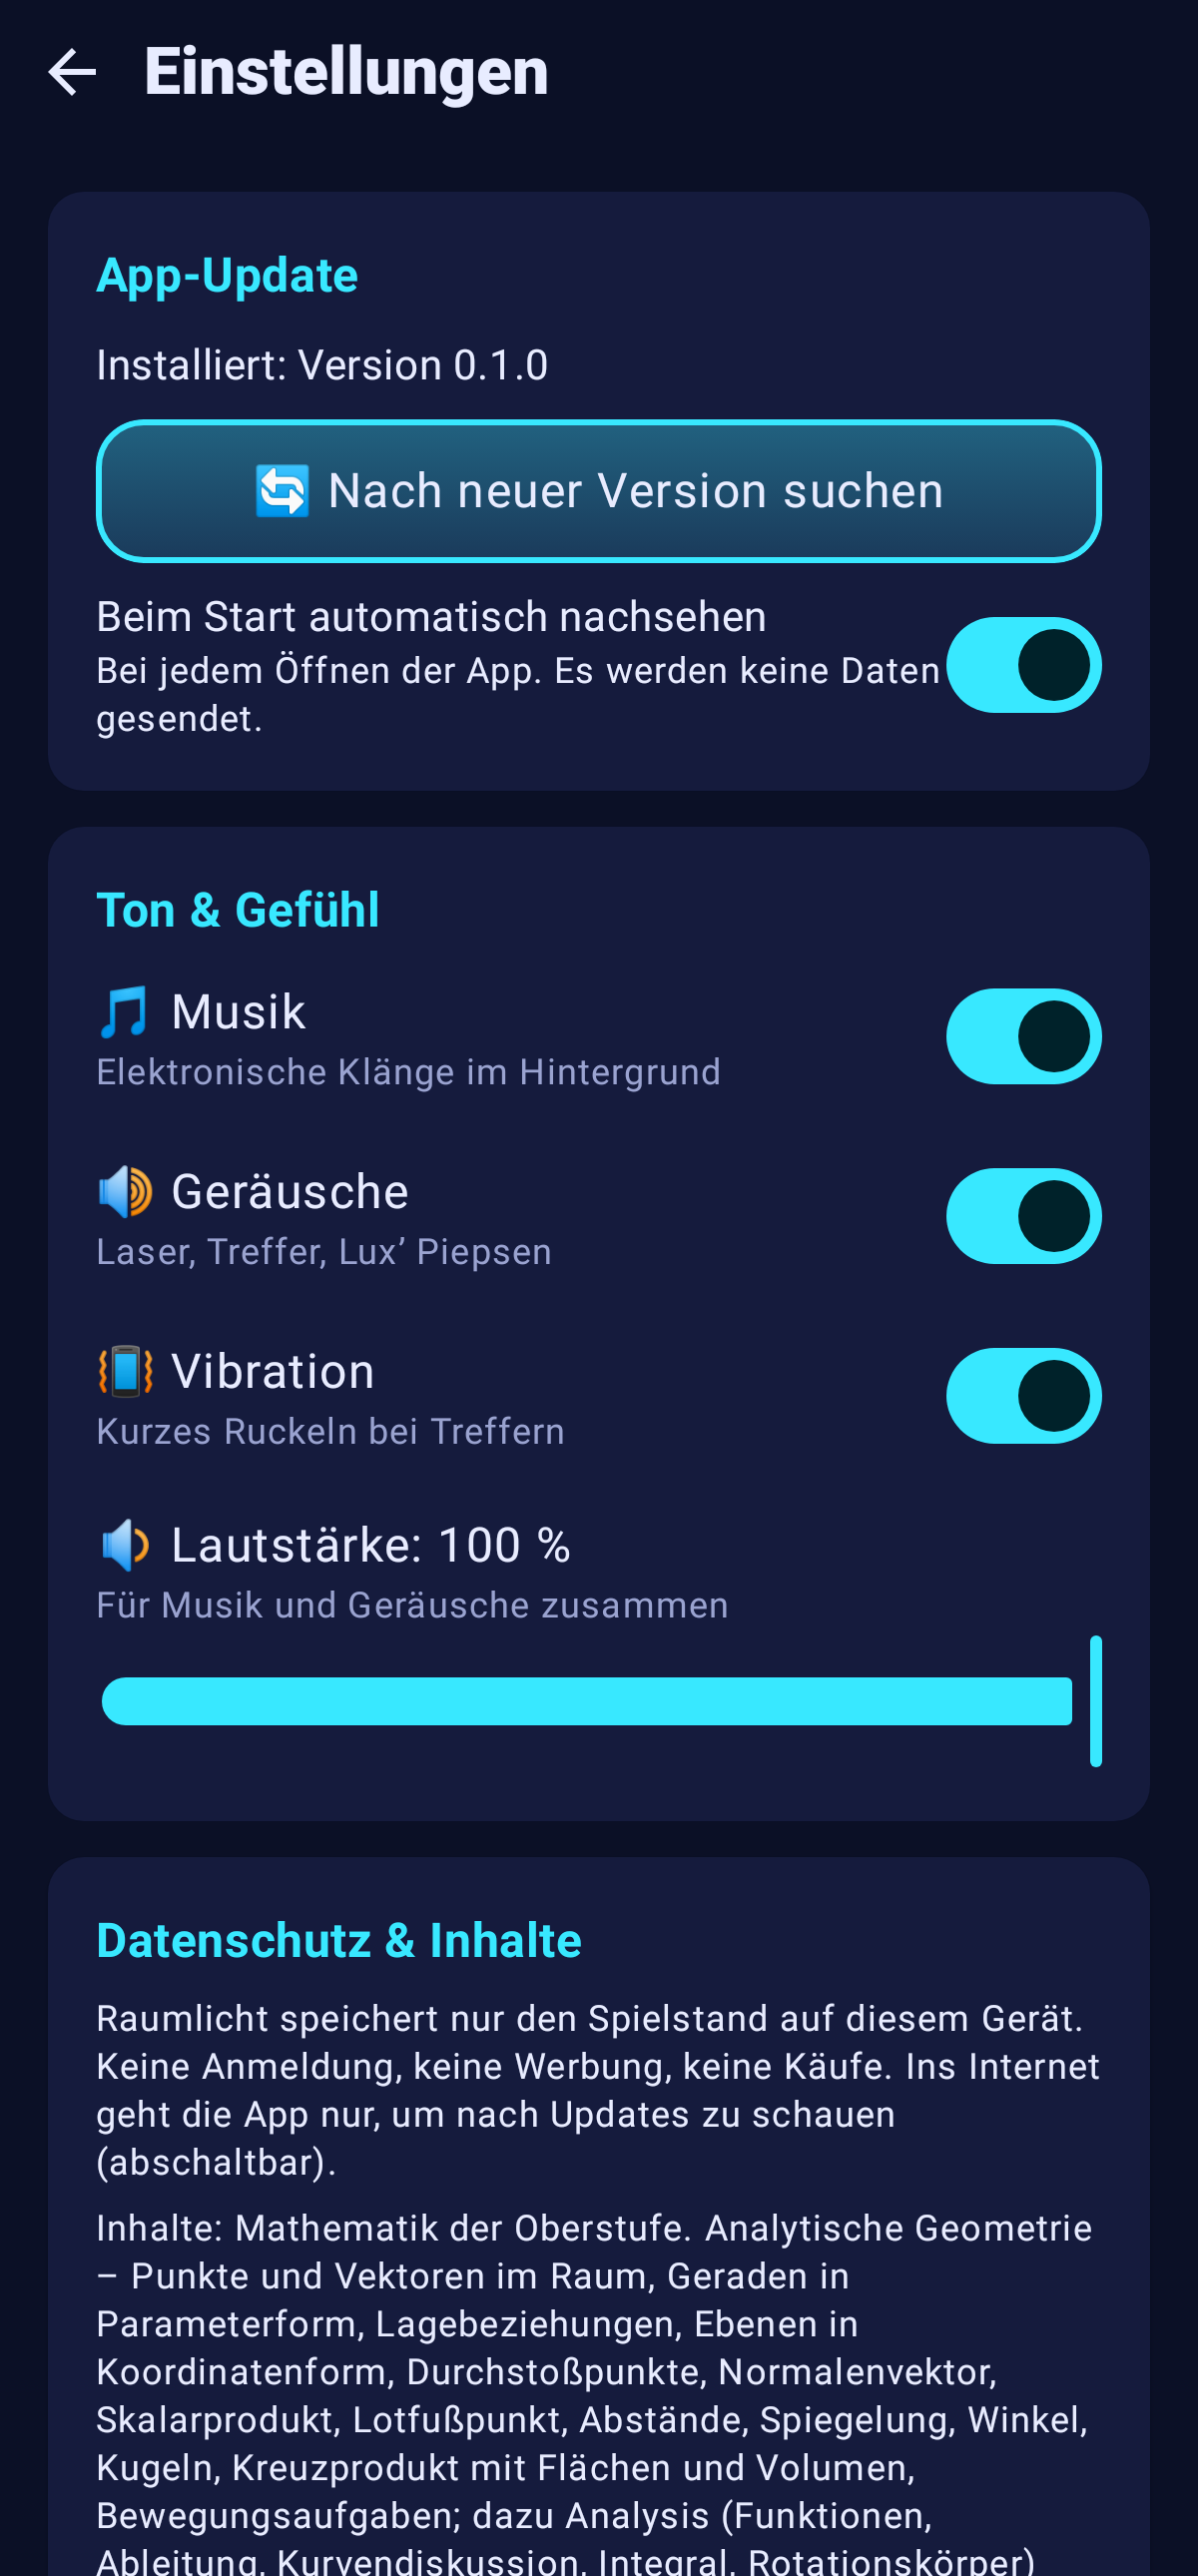 Einstellungen
App-Update
Installiert: Version 0.1.0
🔄 Nach neuer Version suchen
Beim Start automatisch nachsehen
Bei jedem Öffnen der App. Es werden keine Daten
gesendet.
Ton & Gefühl
🎵 Musik
Elektronische Klänge im Hintergrund
🔊 Geräusche
Laser, Treffer, Lux’ Piepsen
📳 Vibration
Kurzes Ruckeln bei Treffern
🔉 Lautstärke: 100 %
Für Musik und Geräusche zusammen
Datenschutz & Inhalte
Raumlicht speichert nur den Spielstand auf diesem Gerät.
Keine Anmeldung, keine Werbung, keine Käufe. Ins Internet
geht die App nur, um nach Updates zu schauen
(abschaltbar).
Inhalte: Mathematik der Oberstufe. Analytische Geometrie
– Punkte und Vektoren im Raum, Geraden in
Parameterform, Lagebeziehungen, Ebenen in
Koordinatenform, Durchstoßpunkte, Normalenvektor,
Skalarprodukt, Lotfußpunkt, Abstände, Spiegelung, Winkel,
Kugeln, Kreuzprodukt mit Flächen und Volumen,
Bewegungsaufgaben; dazu Analysis (Funktionen,
Ableitung, Kurvendiskussion, Integral, Rotationskörper)